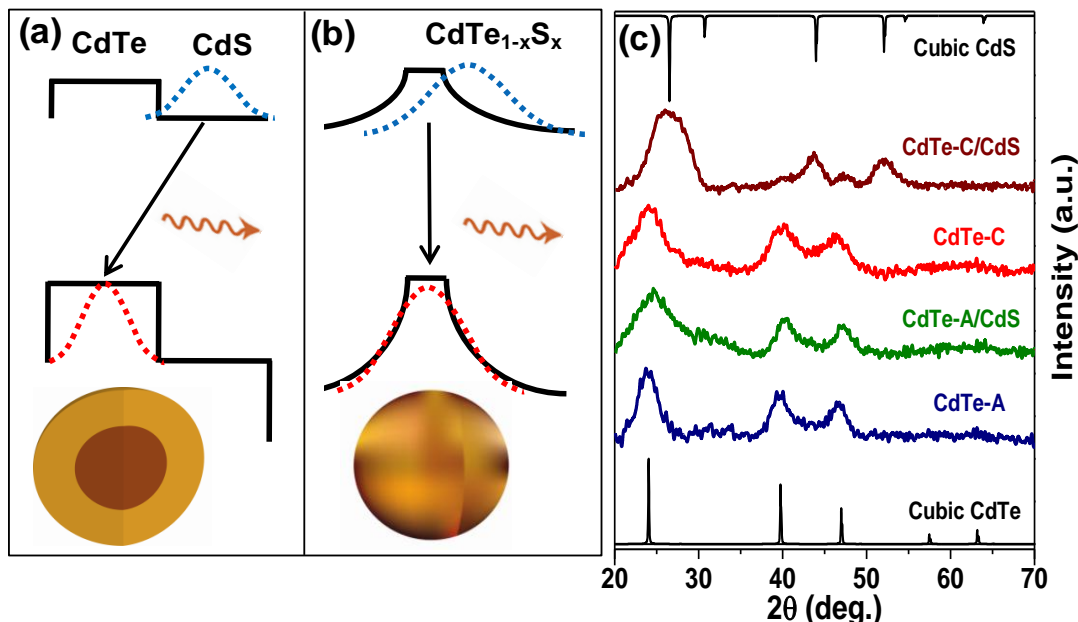 (a)
CdTe CdS
(b)
CdTe1-xSx
(c)
Cubic CdS
CdTe-C/CdS
CdTe-C
CdTe-A/CdS
CdTe-A
Cubic CdTe
20 30 40 50 60 70
2θ (deg.)
Intensity (a.u.)